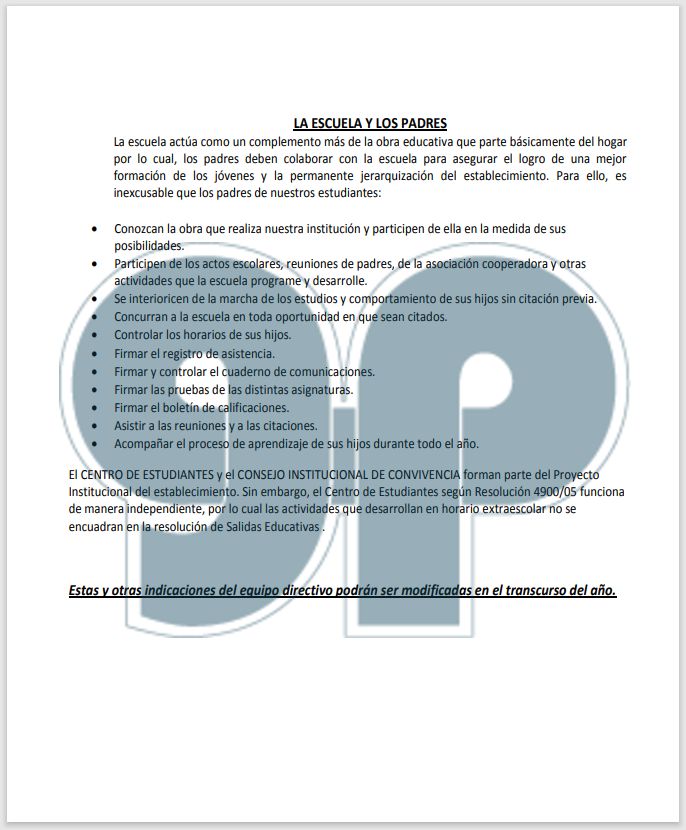 LA ESCUELA Y LOS PADRES
La escuela actúa como un complemento más de la obra educativa que parte básicamente del hogar
por lo cual, los padres deben colaborar con la escuela para asegurar el logro de una mejor
formación de los jóvenes y la permanente jerarquización del establecimiento. Para ello, es
inexcusable que los padres de nuestros estudiantes:
• Conozcan la obra que realiza nuestra institución y participen de ella en la medida de sus
posibilidades.
• Participen de los actos escolares, reuniones de padres, de la asociación cooperadora y otras
actividades que la escuela programe y desarrolle.
• Se interioricen de la marcha de los estudios y comportamiento de sus hijos sin citación previa.
• Concurran a la escuela en toda oportunidad en que sean citados.
• Controlar los horarios de sus hijos.
• Firmar el registro de asistencia.
• Firmar y controlar el cuaderno de comunicaciones.
• Firmar las pruebas de las distintas asignaturas.
• Firmar el boletín de calificaciones.
• Asistir a las reuniones y a las citaciones.
• Acompañar el proceso de aprendizaje de sus hijos durante todo el año.
El CENTRO DE ESTUDIANTES y el CONSEJO INSTITUCIONAL DE CONVIVENCIA forman parte del Proyecto
Institucional del establecimiento. Sin embargo, el Centro de Estudiantes según Resolución 4900/05 funciona
de manera independiente, por lo cual las actividades que desarrollan en horario extraescolar no se
encuadran en la resolución de Salidas Educativas .
Estas y otras indicaciones del equipo directivo podrán ser modificadas en el transcurso del año.
gp